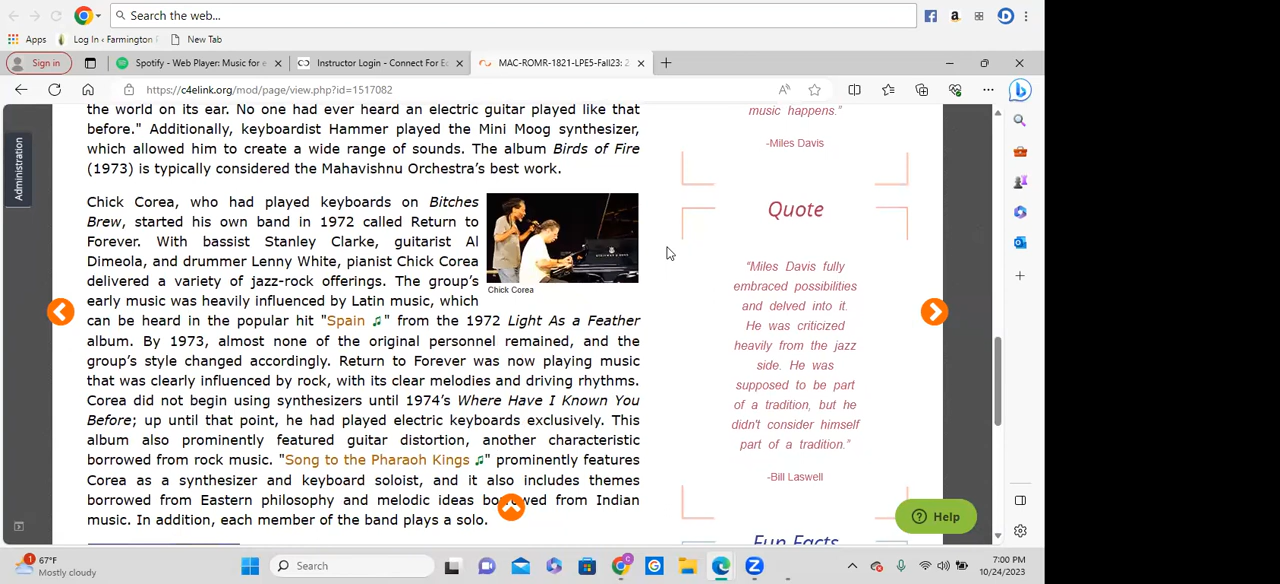 Search the web...
Apps
Log In ‹ Farmington
New Tab
Sign in
Spotify - Web Player: Music for e
Instructor Login - Connect For E
MAC-ROMR-1821-LPE5-Fall23: 2
https://c4elink.org/mod/page/view.php?id=1517082
Administration
the world on its ear. No one had ever heard an electric guitar played like that
before." Additionally, keyboardist Hammer played the Mini Moog synthesizer,
which allowed him to create a wide range of sounds. The album Birds of Fire
(1973) is typically considered the Mahavishnu Orchestra's best work.
Chick Corea, who had played keyboards on Bitches
Brew, started his own band in 1972 called Return to
Forever. With bassist Stanley Clarke, guitarist Al
Dimeola, and drummer Lenny White, pianist Chick Corea
delivered a variety of jazz-rock offerings. The group's
early music was heavily influenced by Latin music, which
can be heard in the popular hit "Spain ♫" from the 1972 Light As a Feather
album. By 1973, almost none of the original personnel remained, and the
group's style changed accordingly. Return to Forever was now playing music
that was clearly influenced by rock, with its clear melodies and driving rhythms.
Corea did not begin using synthesizers until 1974's Where Have I Known You
Before; up until that point, he had played electric keyboards exclusively. This
album also prominently featured guitar distortion, another characteristic
borrowed from rock music. "Song to the Pharaoh Kings ♫" prominently features
Corea as a synthesizer and keyboard soloist, and it also includes themes
borrowed from Eastern philosophy and melodic ideas borrowed from Indian
music. In addition, each member of the band plays a solo.
Chick Corea
music happens."
-Miles Davis
Quote
"Miles Davis fully
embraced possibilities
and delved into it.
He was criticized
heavily from the jazz
side. He was
supposed to be part
of a tradition, but he
didn't consider himself
part of a tradition."
-Bill Laswell
Fun Facts
Help
67°F
Mostly cloudy
Search
7:00 PM
10/24/2023